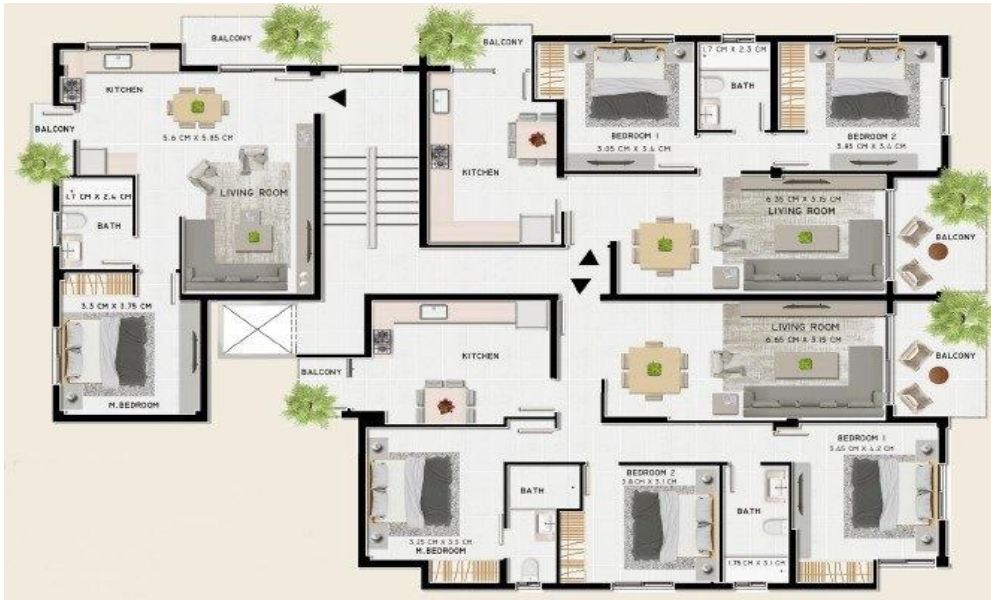 BALCONY
KITCHEN
5.6 CM X 5.85 CM
BALCONY
LIVING ROOM
1.7 CM X 2.4 CM
BATH
3.3 CM X 3.75 CM
M.BEDROOM
BALCONY
KITCHEN
BEDROOM 1
3.05 CM X 3.4 CM
1.7 CM X 2.3 CM
BATH
BEDROOM 2
3.85 CM X 3.4 CM
6.35 CM X 3.15 CM
LIVING ROOM
BALCONY
LIVING ROOM
6.65 CM X 3.15 CM
BALCONY
KITCHEN
BALCONY
3.25 CM X 3.5 CM
M.BEDROOM
BATH
BEDROOM 2
3.8 CM X 3.1 CM
BATH
1.75 CM X 3.1 CM
BEDROOM 1
3.45 CM X 4.2 CM